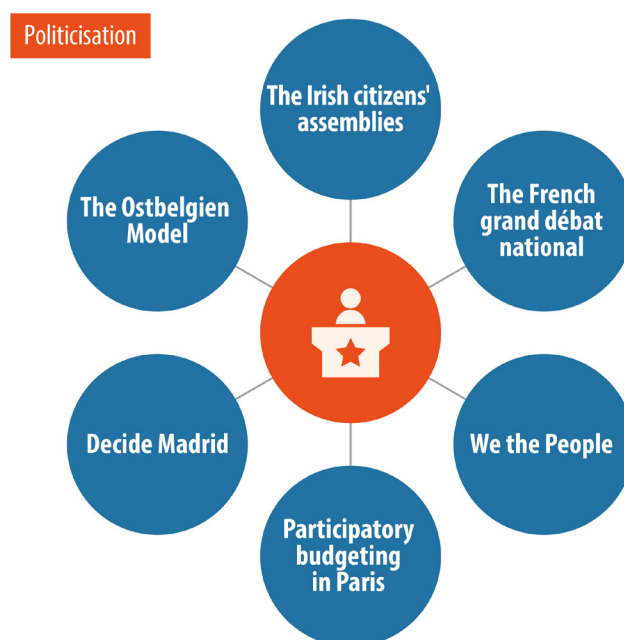 Politicisation
The Irish citizens'
assemblies
The Ostbelgien
Model
The French
grand débat
national
Decide Madrid
We the People
Participatory
budgeting
in Paris